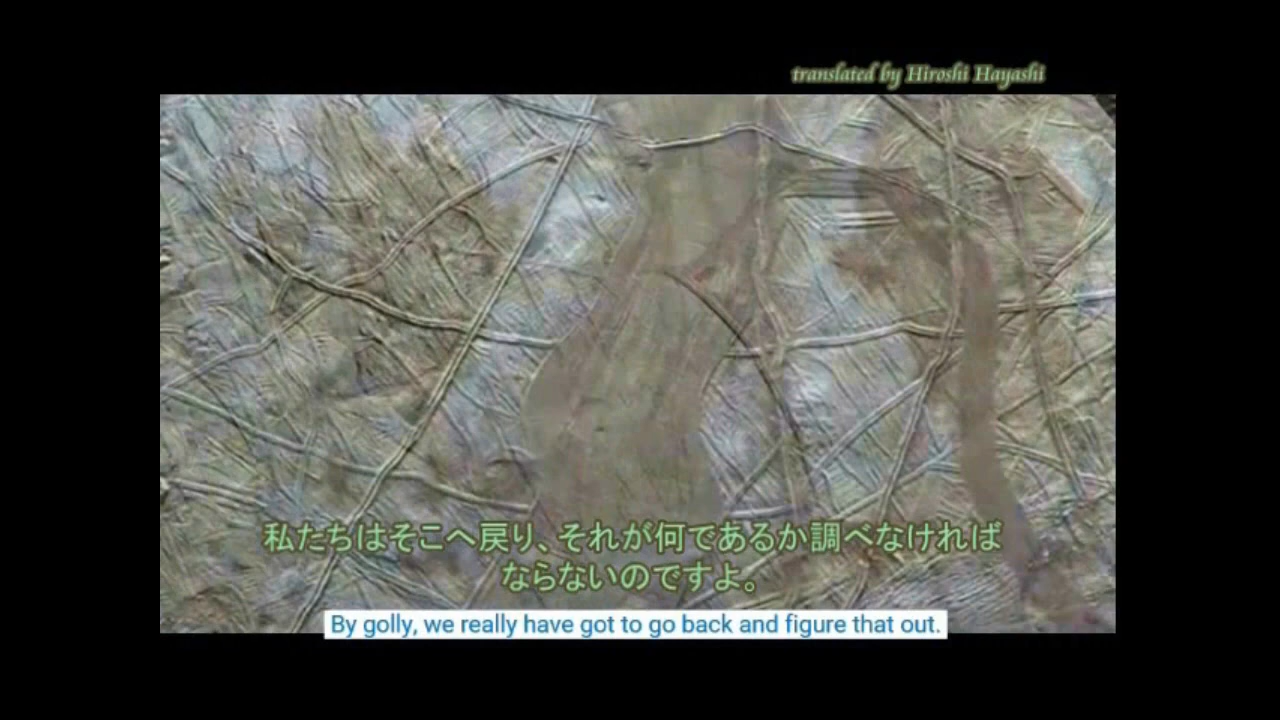 translated by Hiroshi Hayashi
私たちはそこへ戻り、それが何であるか調べなければ
ならないのですよ。
By golly, we really have got to go back and figure that out.